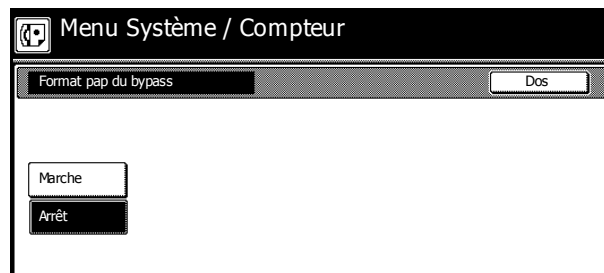 Menu Système / Compteur
Format pap du bypass
Dos
Marche
Arrêt